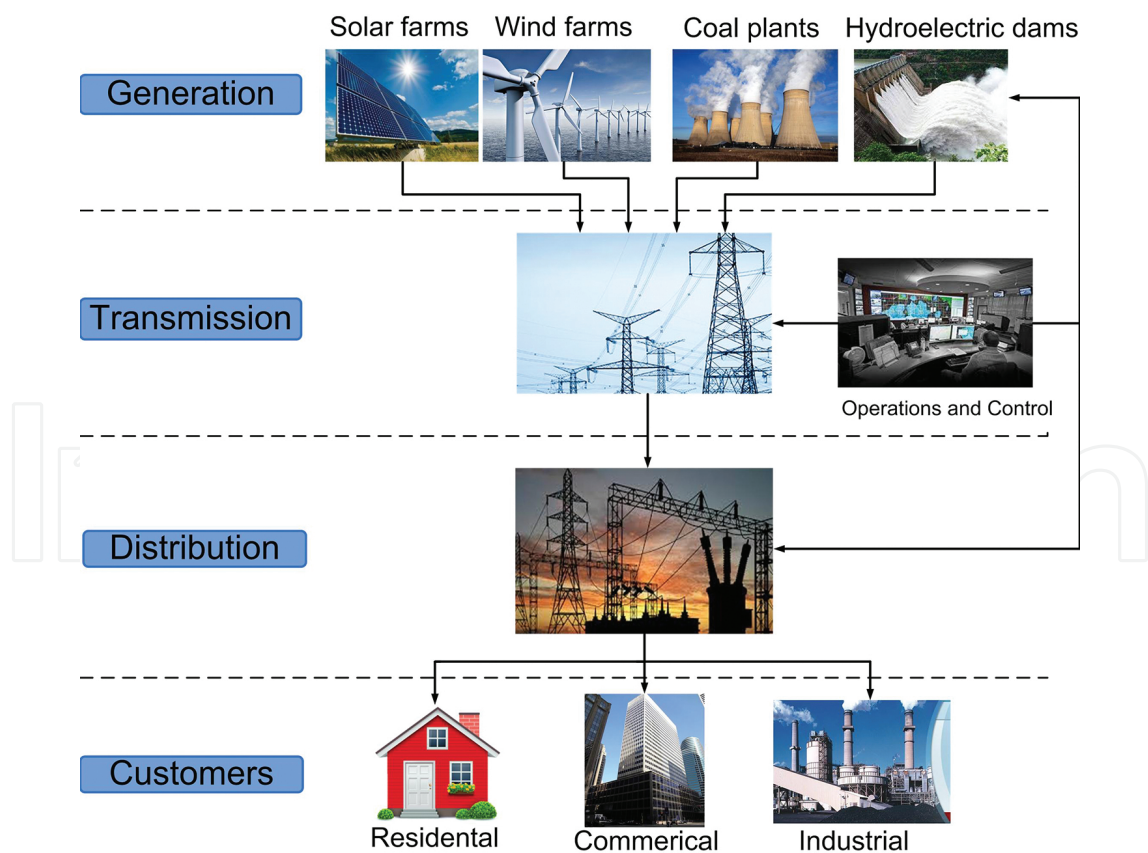 Solar farms
Wind farms
Coal plants
Hydroelectric dams
Generation
Transmission
Operations and Control
Distribution
Customers
Residental
Commerical
Industrial